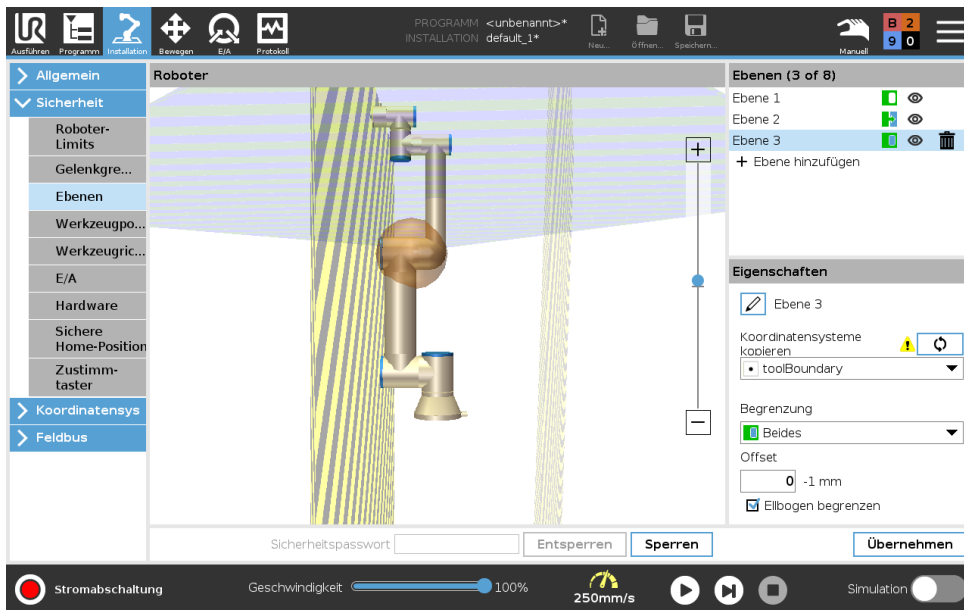 PROGRAMM <unbenannt>*
INSTALLATION default_1*
Ausführen Programm Installation Bewegen E/A Protokoll
Neu... Öffnen... Speichern...
Manuell
B 2
9 0
Allgemein
Sicherheit
Roboter-
Limits
Gelenkgre...
Ebenen
Werkzeugpo...
Werkzeugric...
E/A
Hardware
Sichere
Home-Position
Zustimm-
taster
Koordinatensys
Feldbus
Roboter
Ebenen (3 of 8)
Ebene 1
Ebene 2
Ebene 3
+ Ebene hinzufügen
Eigenschaften
Ebene 3
Koordinatensysteme
kopieren
toolBoundary
Begrenzung
Beides
Offset
0 -1 mm
Ellbogen begrenzen
Sicherheitspasswort Entsperren Sperren Übernehmen
Stromabschaltung Geschwindigkeit 100% 250mm/s Simulation